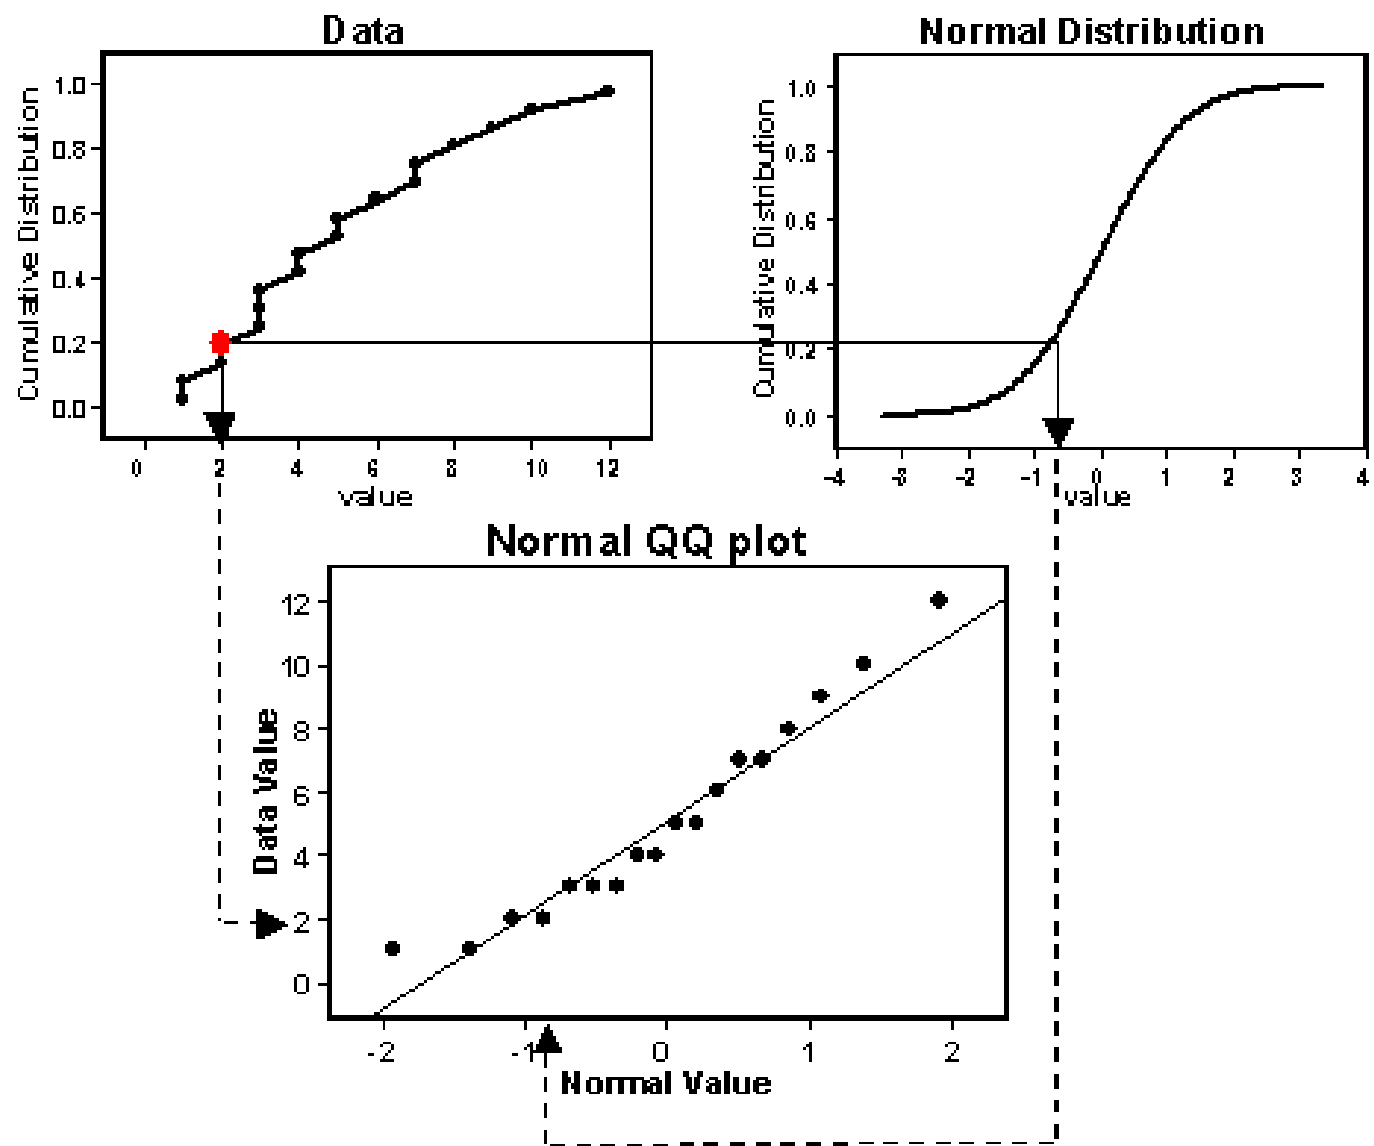 Data
Cumulative Distribution
1.0
0.8
0.6
0.4
0.2
0.0
0 2 4 6 8 10 12
value
Normal Distribution
Cumulative Distribution
1.0
0.8
0.6
0.4
0.2
0.0
-4 -3 -2 -1 0 1 2 3 4
value
Normal QQ plot
Data Value
12
10
8
6
4
2
0
-2 -1 0 1 2
Normal Value